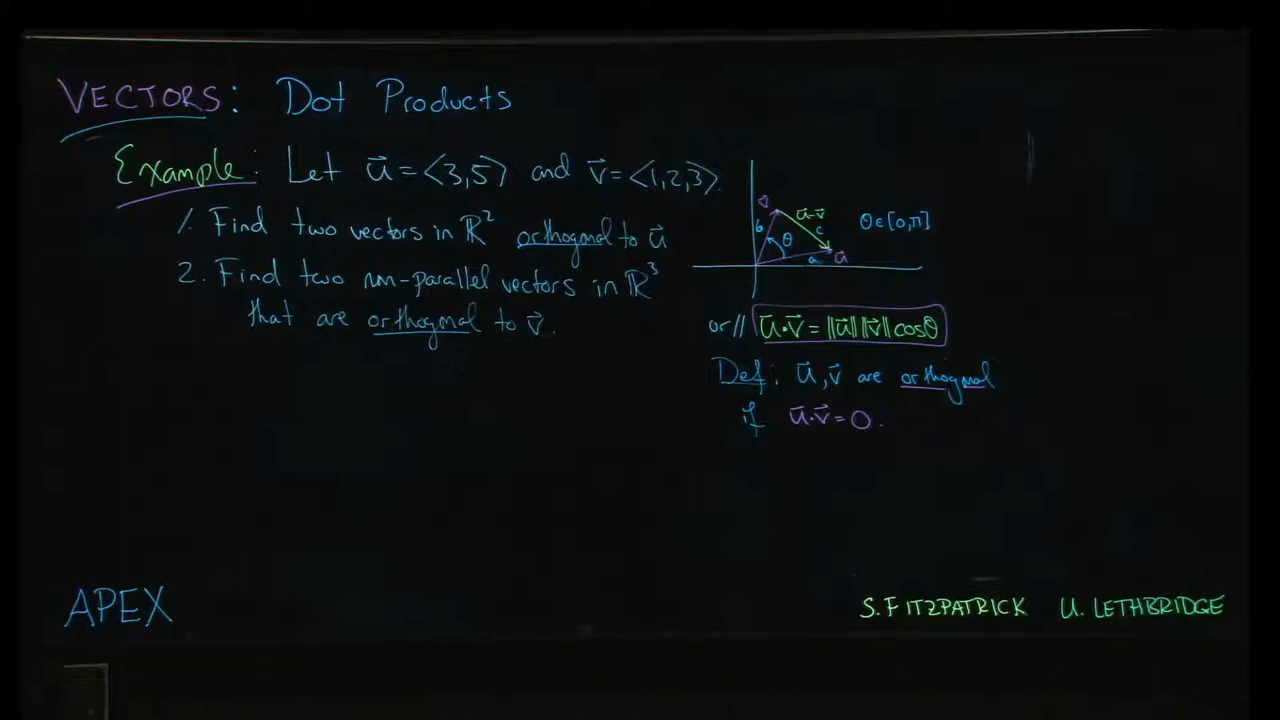 VECTORS: Dot Products
Example: Let u⃗ = <3,5> and v⃗ = <1,2,3>.
1. Find two vectors in ℝ² orthogonal to u⃗
2. Find two non-parallel vectors in ℝ³
that are orthogonal to v⃗.
v⃗
u⃗-v⃗
b
c
θ
a
u⃗
θ∈[0,π]
or // u⃗·v⃗ = ||u⃗|| ||v⃗|| cosθ
Def: u⃗, v⃗ are orthogonal
if u⃗·v⃗ = 0.
APEX
S. FITZPATRICK U. LETHBRIDGE